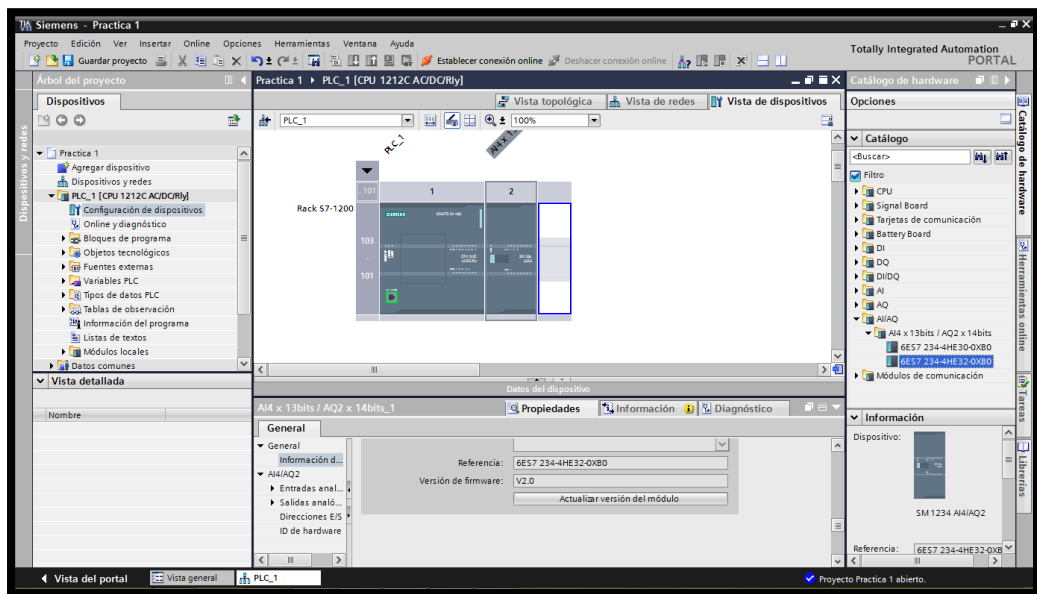 Siemens - Practica 1
Proyecto Edición Ver Insertar Online Opciones Herramientas Ventana Ayuda
Totally Integrated Automation
PORTAL
Guardar proyecto Establecer conexión online Deshacer conexión online
Árbol del proyecto
Practica 1 PLC_1 [CPU 1212C AC/DC/Rly]
Catálogo de hardware
Dispositivos
Vista topológica Vista de redes Vista de dispositivos
Opciones
PLC_1 100%
Catálogo
<Buscar>
Filtro
Practica 1
Agregar dispositivo
Dispositivos y redes
PLC_1 [CPU 1212C AC/DC/Rly]
Configuración de dispositivos
Online y diagnóstico
Bloques de programa
Objetos tecnológicos
Fuentes externas
Variables PLC
Tipos de datos PLC
Tablas de observación
Información del programa
Listas de textos
Módulos locales
Datos comunes
Vista detallada
Nombre
Dispositivos y redes
PLC_1
AI4 x 1
101 1 2
Rack S7-1200
SIEMENS
103
101
CPU
Signal Board
Tarjetas de comunicación
Battery Board
DI
DQ
DI/DQ
AI
AQ
AI/AQ
AI4 x 13bits / AQ2 x 14bits
6ES7 234-4HE30-0XB0
6ES7 234-4HE32-0XB0
Módulos de comunicación
Datos del dispositivo
AI4 x 13bits / AQ2 x 14bits_1
Propiedades Información Diagnóstico
General
General
Información d...
AI4/AQ2
Entradas anal...
Salidas analó...
Direcciones E/S
ID de hardware
Referencia: 6ES7 234-4HE32-0XB0
Versión de firmware: V2.0
Actualizar versión del módulo
Información
Dispositivo:
SM 1234 AI4/AQ2
Referencia: 6ES7 234-4HE32-0XB
Catálogo de hardware
Herramientas online
Tareas
Librerías
Vista del portal Vista general PLC_1
Proyecto Practica 1 abierto.